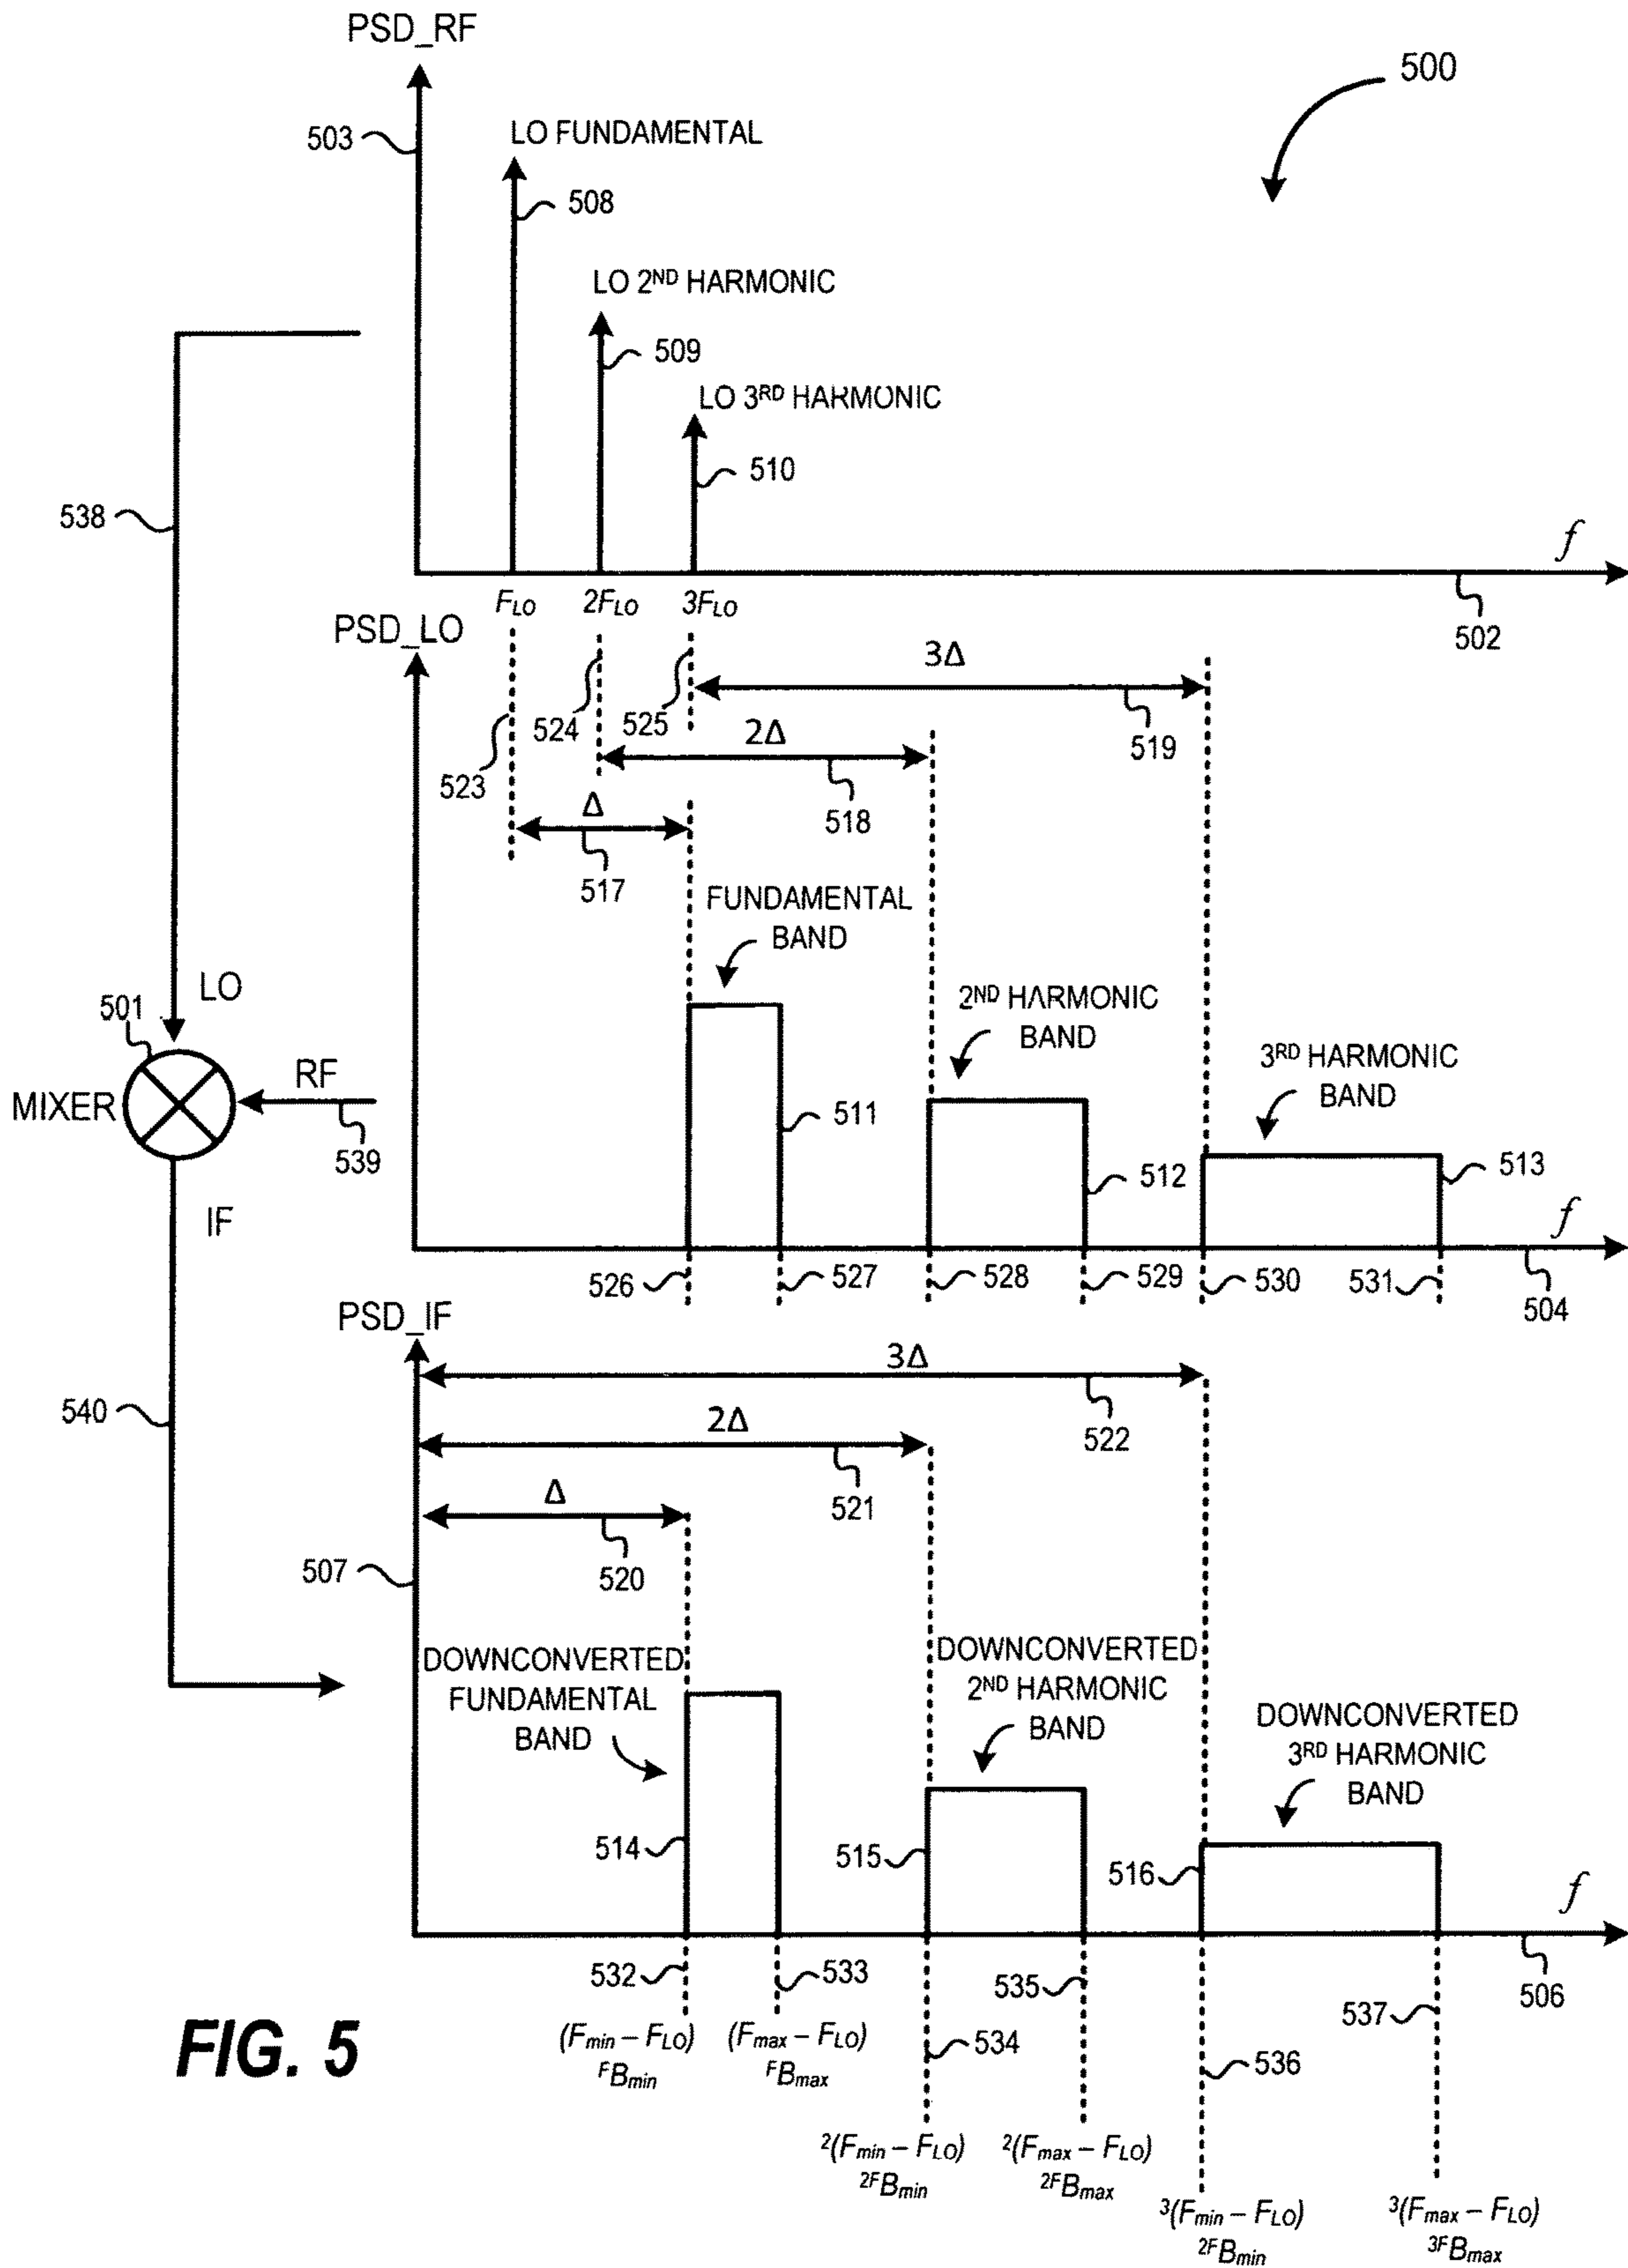 PSD_RF
500
503
LO FUNDAMENTAL
508
LO 2ND HARMONIC
509
LO 3RD HARMONIC
510
538
f
FLO
2FLO
3FLO
502
PSD_LO
3Δ
524
525
519
2Δ
523
518
Δ
517
FUNDAMENTAL
BAND
2ND HARMONIC
BAND
3RD HARMONIC
BAND
LO
501
RF
MIXER
511
539
512
513
IF
f
526
527
528
529
530
531
504
PSD_IF
3Δ
540
2Δ
522
Δ
521
507
520
DOWNCONVERTED
FUNDAMENTAL
BAND
DOWNCONVERTED
2ND HARMONIC
BAND
DOWNCONVERTED
3RD HARMONIC
BAND
514
515
516
f
532
533
535
506
537
(Fmin – FLO)
FBmin
(Fmax – FLO)
FBmax
534
536
FIG. 5
2(Fmin – FLO)
2FBmin
2(Fmax – FLO)
2FBmax
3(Fmin – FLO)
2FBmin
3(Fmax – FLO)
3FBmax